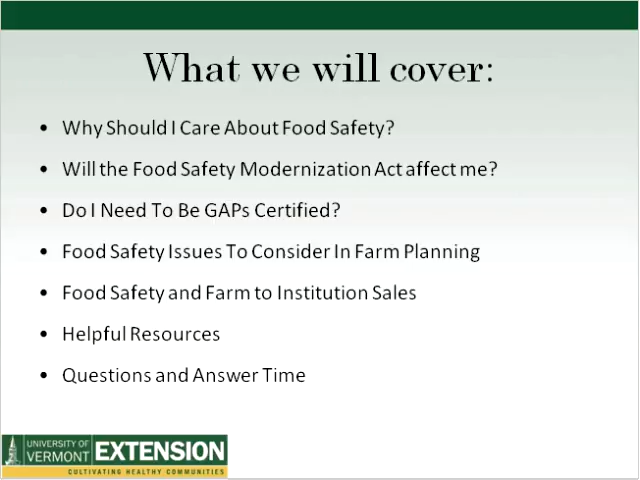 What we will cover:
• Why Should I Care About Food Safety?
• Will the Food Safety Modernization Act affect me?
• Do I Need To Be GAPs Certified?
• Food Safety Issues To Consider In Farm Planning
• Food Safety and Farm to Institution Sales
• Helpful Resources
• Questions and Answer Time
UNIVERSITY OF
VERMONT EXTENSION
CULTIVATING HEALTHY COMMUNITIES